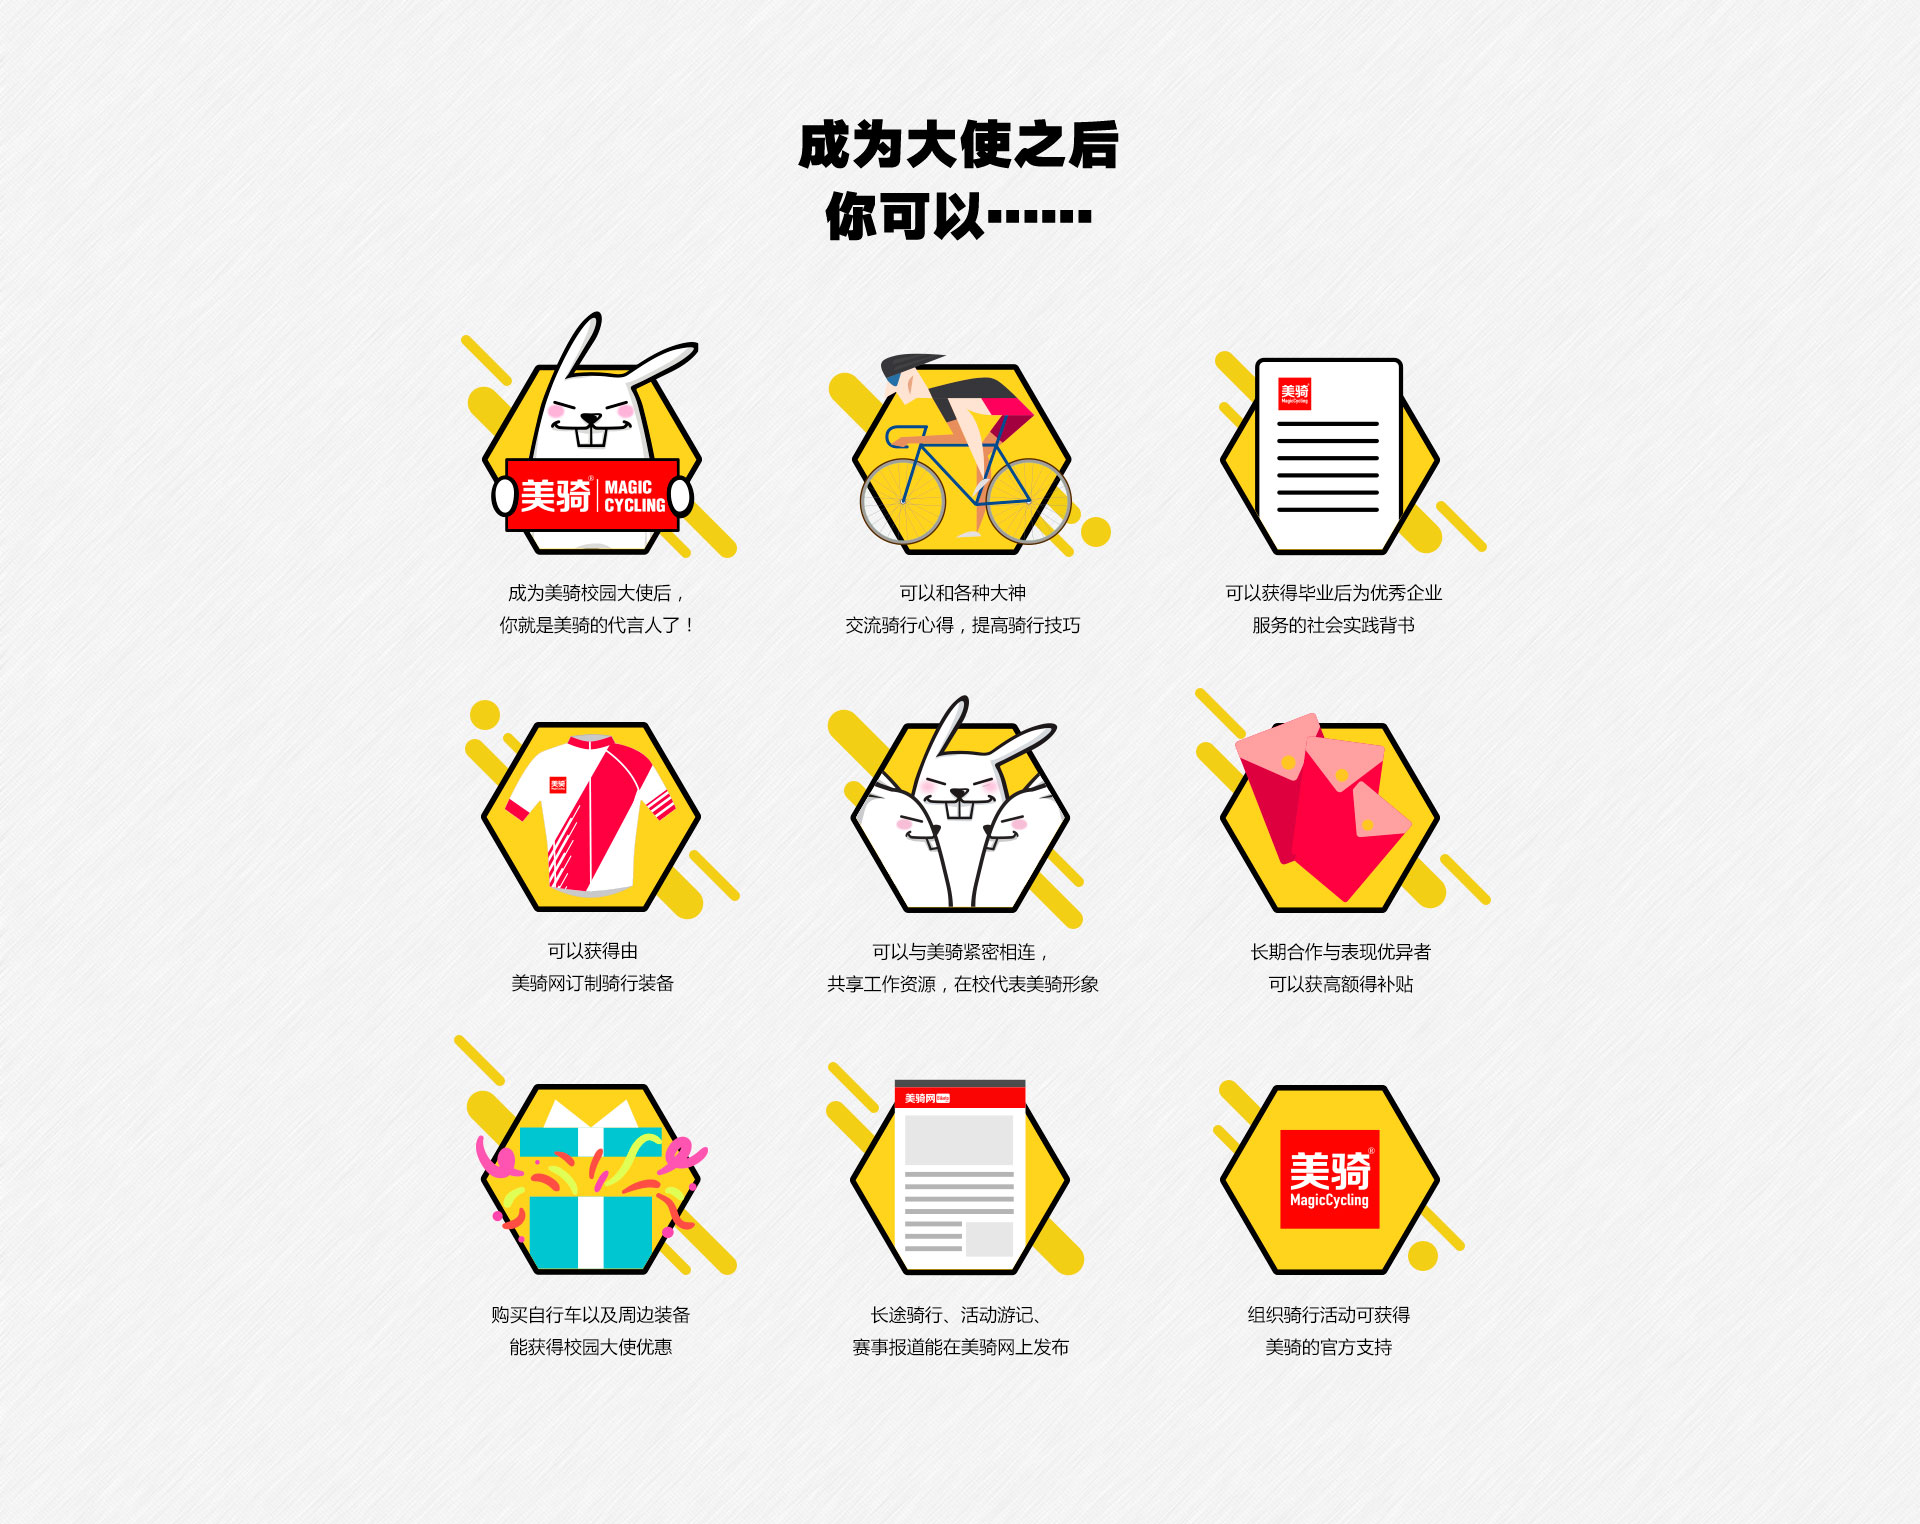 成为大使之后
你可以……
美骑® MAGIC
CYCLING
成为美骑校园大使后，
你就是美骑的代言人了！
可以和各种大神
交流骑行心得，提高骑行技巧
美骑
MagicCycling
可以获得毕业后为优秀企业
服务的社会实践背书
美骑
可以获得由
美骑网订制骑行装备
可以与美骑紧密相连，
共享工作资源，在校代表美骑形象
长期合作与表现优异者
可以获高额得补贴
购买自行车以及周边装备
能获得校园大使优惠
美骑网
长途骑行、活动游记、
赛事报道能在美骑网上发布
美骑®
MagicCycling
组织骑行活动可获得
美骑的官方支持